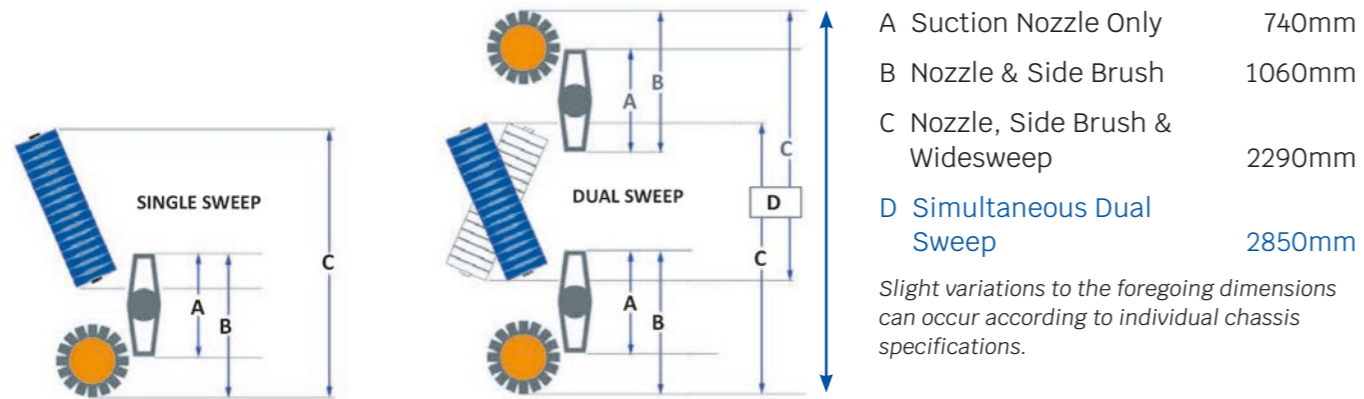 SINGLE SWEEP
A
B
C
DUAL SWEEP
A
B
C
D
C
A
B
A Suction Nozzle Only 740mm
B Nozzle & Side Brush 1060mm
C Nozzle, Side Brush &
Widesweep 2290mm
D Simultaneous Dual
Sweep 2850mm
Slight variations to the foregoing dimensions
can occur according to individual chassis
specifications.